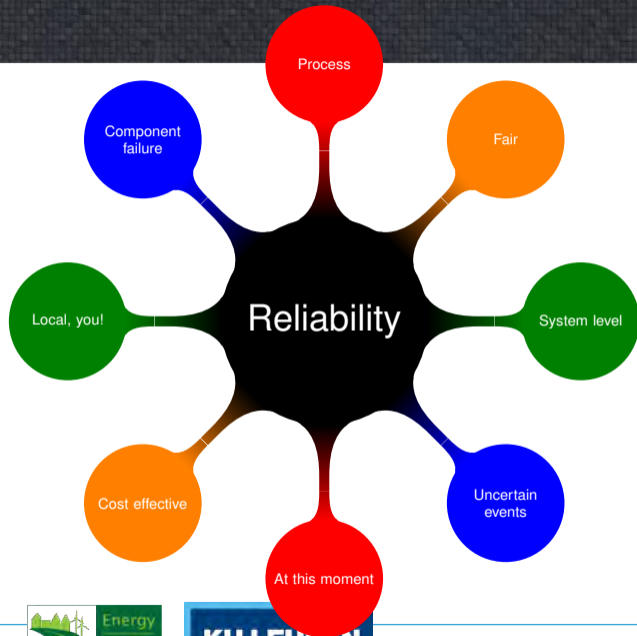 Process
Component
failure
Fair
Local, you!
Reliability
System level
Cost effective
Uncertain
events
At this moment
Energy